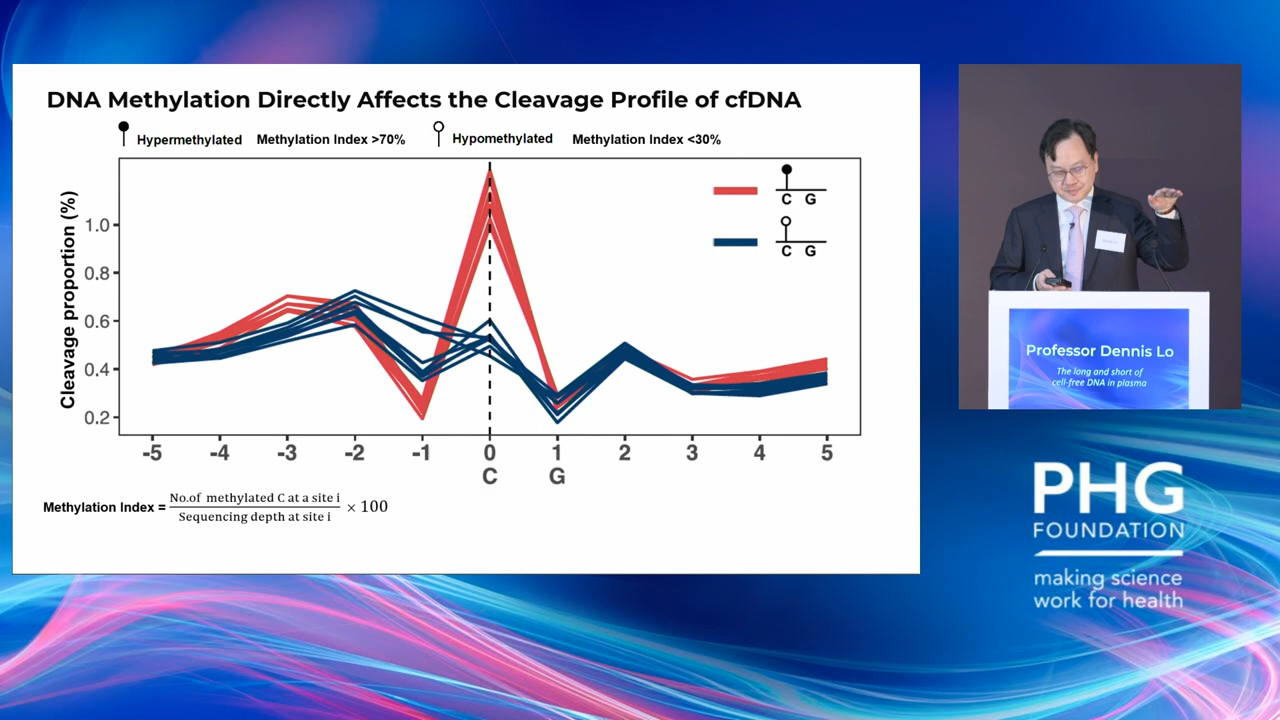 DNA Methylation Directly Affects the Cleavage Profile of cfDNA
Hypermethylated Methylation Index >70% Hypomethylated Methylation Index <30%
Cleavage proportion (%)
1.0
0.8
0.6
0.4
0.2
C G
C G
-5 -4 -3 -2 -1 0 1 2 3 4 5
C G
Methylation Index = No.of methylated C at a site i / Sequencing depth at site i × 100
Professor Dennis Lo
The long and short of
cell-free DNA in plasma
PHG
FOUNDATION
making science
work for health